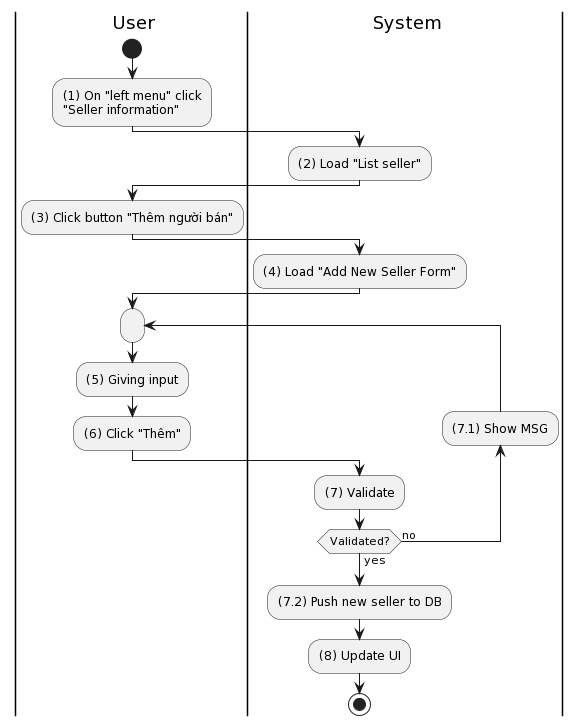 User
System
(1) On "left menu" click
"Seller information"
(2) Load "List seller"
(3) Click button "Thêm người bán"
(4) Load "Add New Seller Form"
(5) Giving input
(6) Click "Thêm"
(7.1) Show MSG
(7) Validate
Validated?
no
yes
(7.2) Push new seller to DB
(8) Update UI